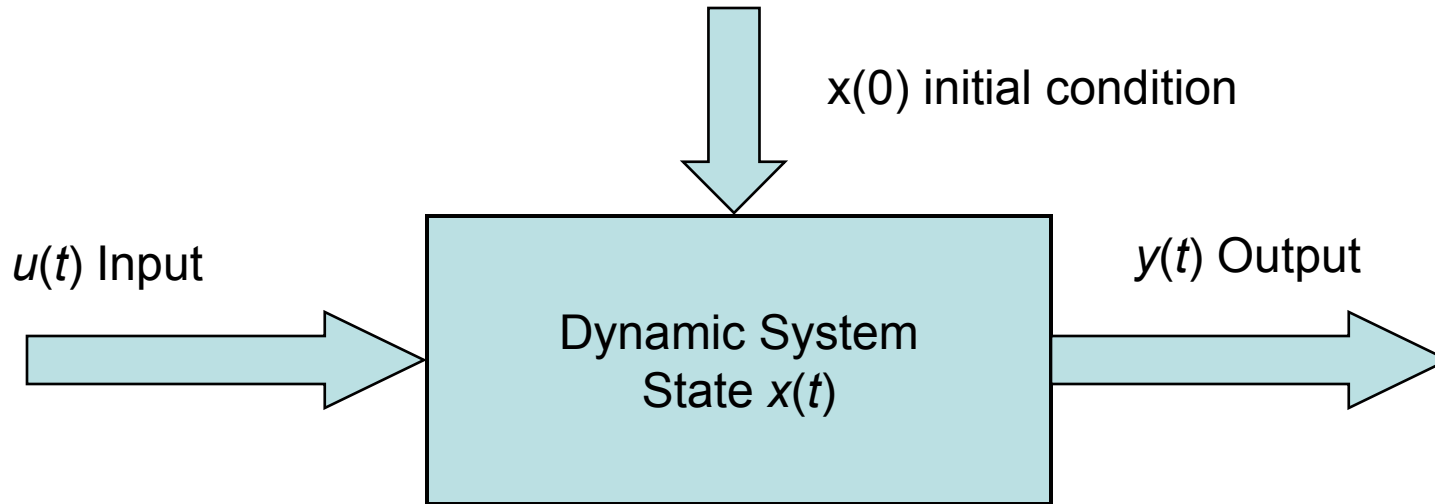 x(0) initial condition
u(t) Input
y(t) Output
Dynamic System
State x(t)